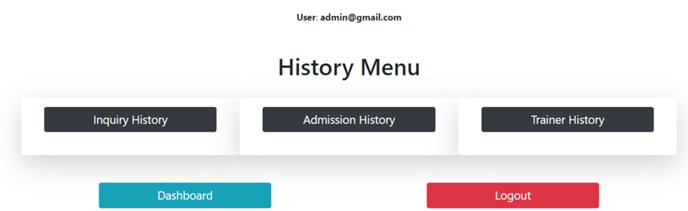 User: admin@gmail.com
History Menu
Inquiry History
Admission History
Trainer History
Dashboard
Logout